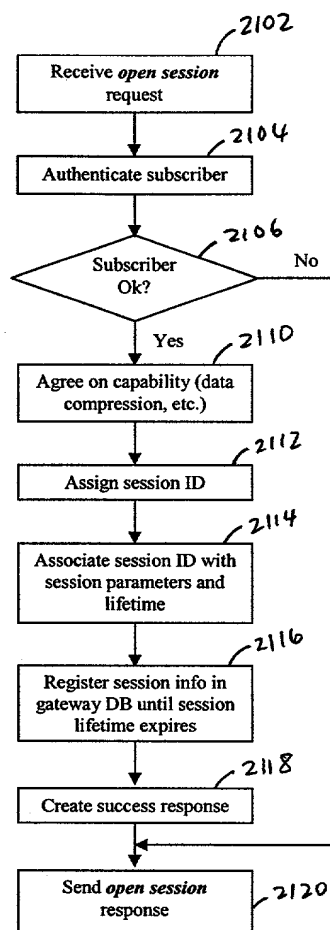 2102
Receive open session
request
2104
Authenticate subscriber
2106
Subscriber
Ok?
No
Yes
2110
Agree on capability (data
compression, etc.)
2112
Assign session ID
2114
Associate session ID with
session parameters and
lifetime
2116
Register session info in
gateway DB until session
lifetime expires
2118
Create success response
Send open session
response
2120